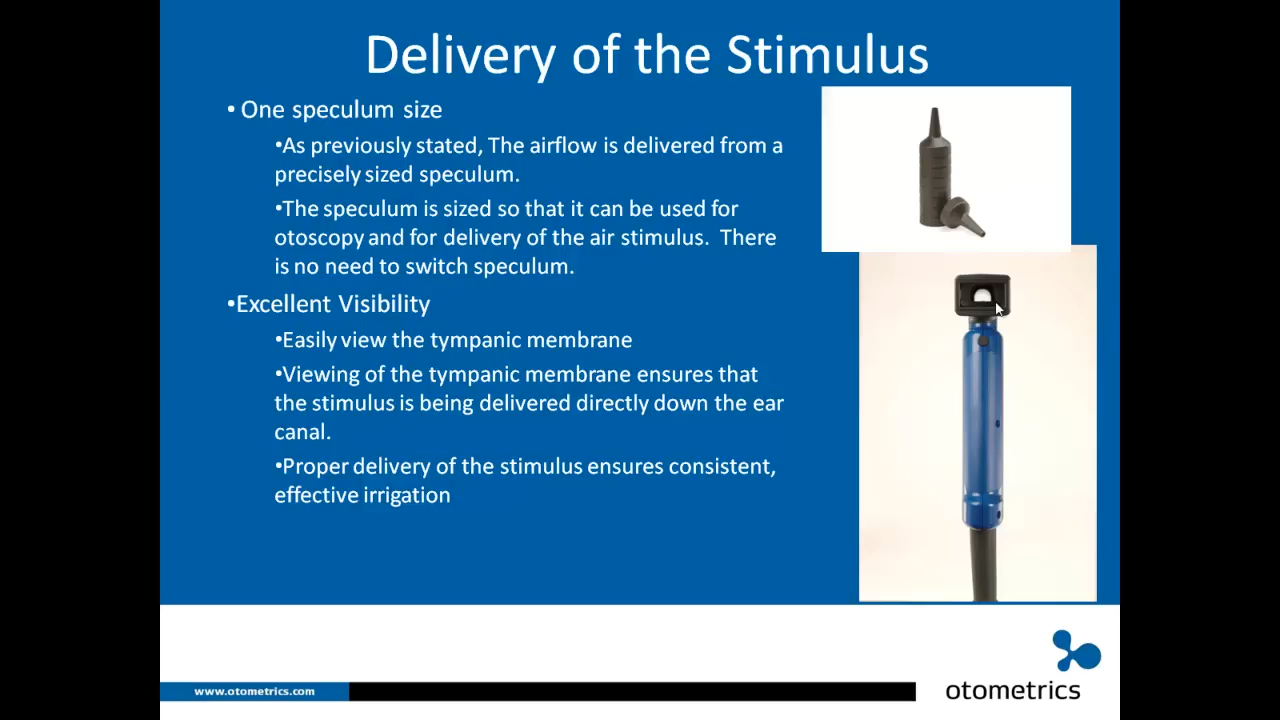 Delivery of the Stimulus
• One speculum size
•As previously stated, The airflow is delivered from a
precisely sized speculum.
•The speculum is sized so that it can be used for
otoscopy and for delivery of the air stimulus. There
is no need to switch speculum.
•Excellent Visibility
•Easily view the tympanic membrane
•Viewing of the tympanic membrane ensures that
the stimulus is being delivered directly down the ear
canal.
•Proper delivery of the stimulus ensures consistent,
effective irrigation
www.otometrics.com
otometrics